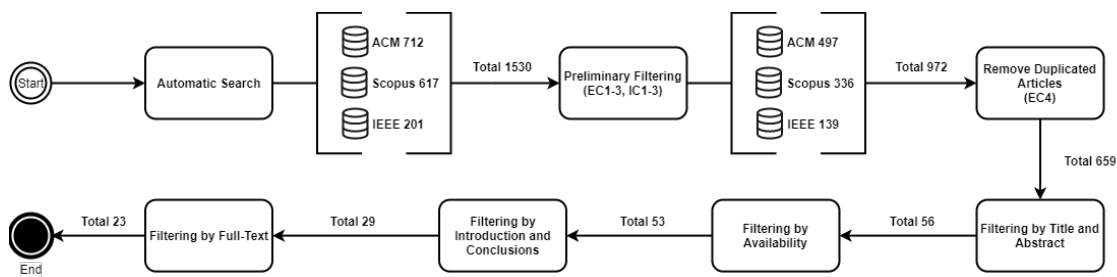 Start
Automatic Search
ACM 712
Scopus 617
IEEE 201
Total 1530
Preliminary Filtering
(EC1-3, IC1-3)
ACM 497
Scopus 336
IEEE 139
Total 972
Remove Duplicated
Articles
(EC4)
Total 659
Filtering by Title and
Abstract
Total 56
Filtering by
Availability
Total 53
Filtering by
Introduction and
Conclusions
Total 29
Filtering by Full-Text
Total 23
End